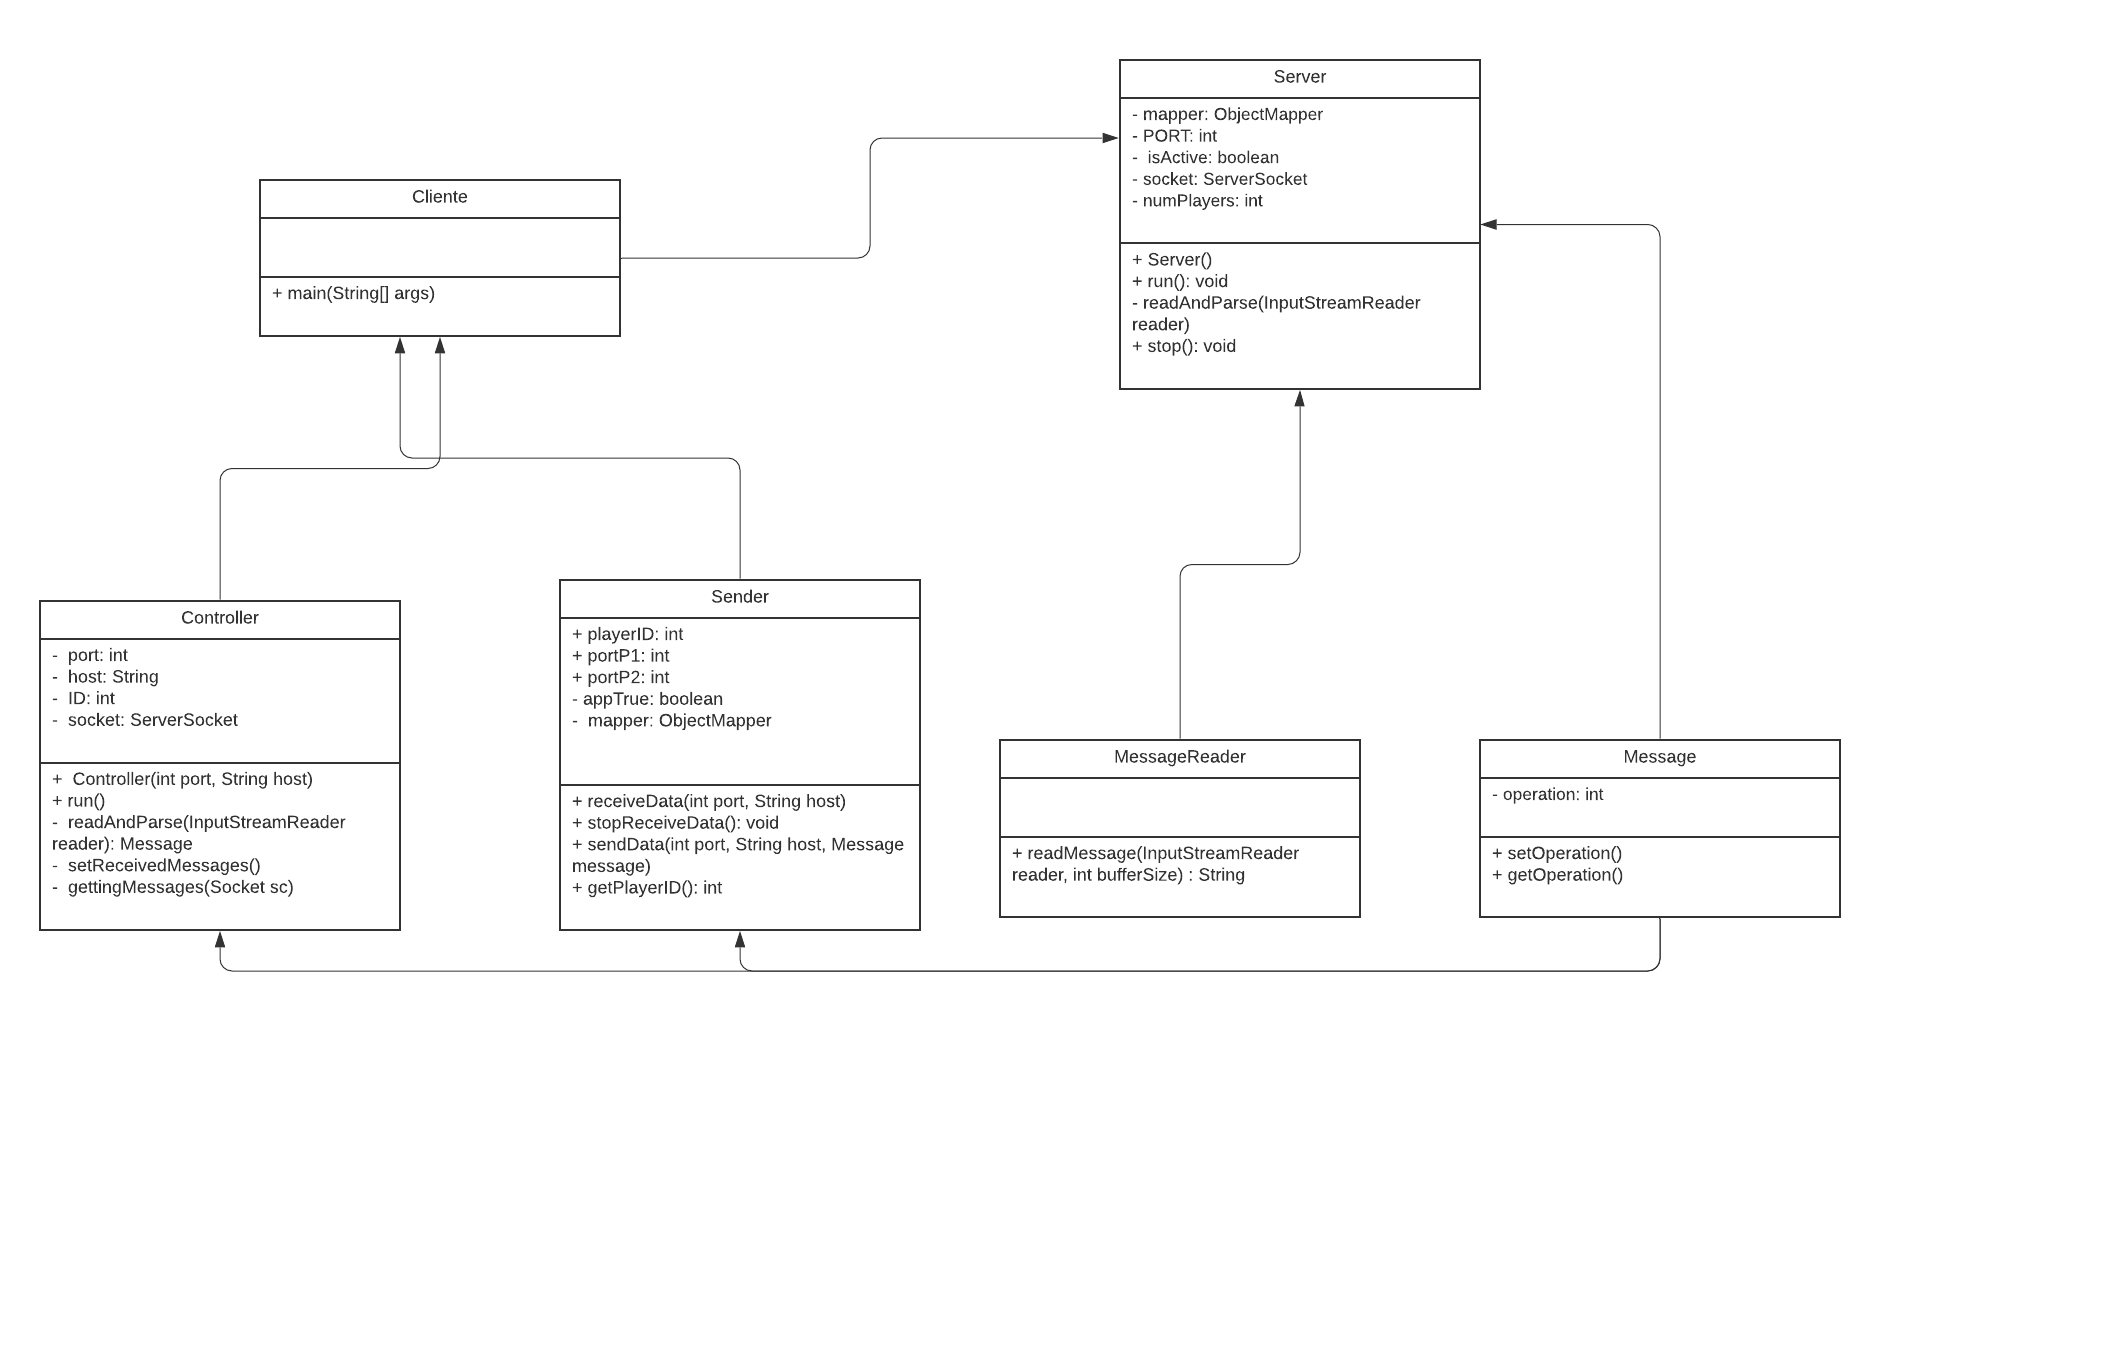 Server
- mapper: ObjectMapper
- PORT: int
-  isActive: boolean
- socket: ServerSocket
- numPlayers: int
+ Server()
+ run(): void
- readAndParse(InputStreamReader
reader)
+ stop(): void
Cliente
+ main(String[] args)
Controller
-  port: int
-  host: String
-  ID: int
-  socket: ServerSocket
+  Controller(int port, String host)
+ run()
-  readAndParse(InputStreamReader
reader): Message
-  setReceivedMessages()
-  gettingMessages(Socket sc)
Sender
+ playerID: int
+ portP1: int
+ portP2: int
- appTrue: boolean
-  mapper: ObjectMapper
+ receiveData(int port, String host)
+ stopReceiveData(): void
+ sendData(int port, String host, Message
message)
+ getPlayerID(): int
MessageReader
+ readMessage(InputStreamReader
reader, int bufferSize) : String
Message
- operation: int
+ setOperation()
+ getOperation()